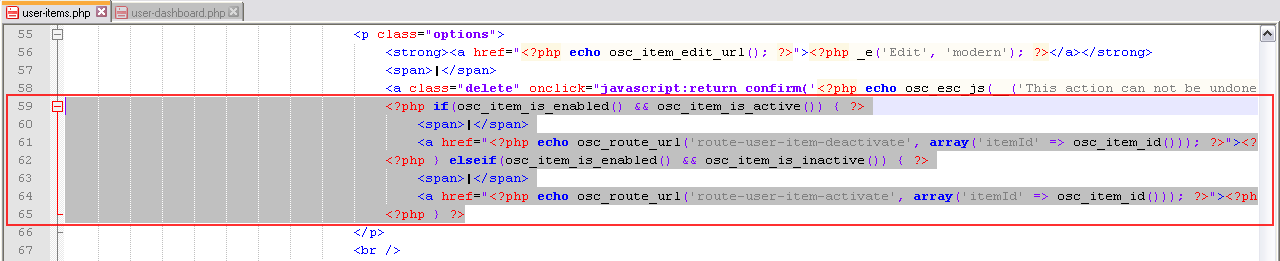 user-items.php user-dashboard.php
55 <p class="options">
56 <strong><a href="<?php echo osc_item_edit_url(); ?>"><?php _e('Edit', 'modern'); ?></a></strong>
57 <span>|</span>
58 <a class="delete" onclick="javascript:return confirm('<?php echo osc_esc_js(__('This action can not be undone
59 <?php if(osc_item_is_enabled() && osc_item_is_active()) { ?>
60 <span>|</span>
61 <a href="<?php echo osc_route_url('route-user-item-deactivate', array('itemId' => osc_item_id())); ?>"><?
62 <?php } elseif(osc_item_is_enabled() && osc_item_is_inactive()) { ?>
63 <span>|</span>
64 <a href="<?php echo osc_route_url('route-user-item-activate', array('itemId' => osc_item_id())); ?>"><?ph
65 <?php } ?>
66 </p>
67 <br />